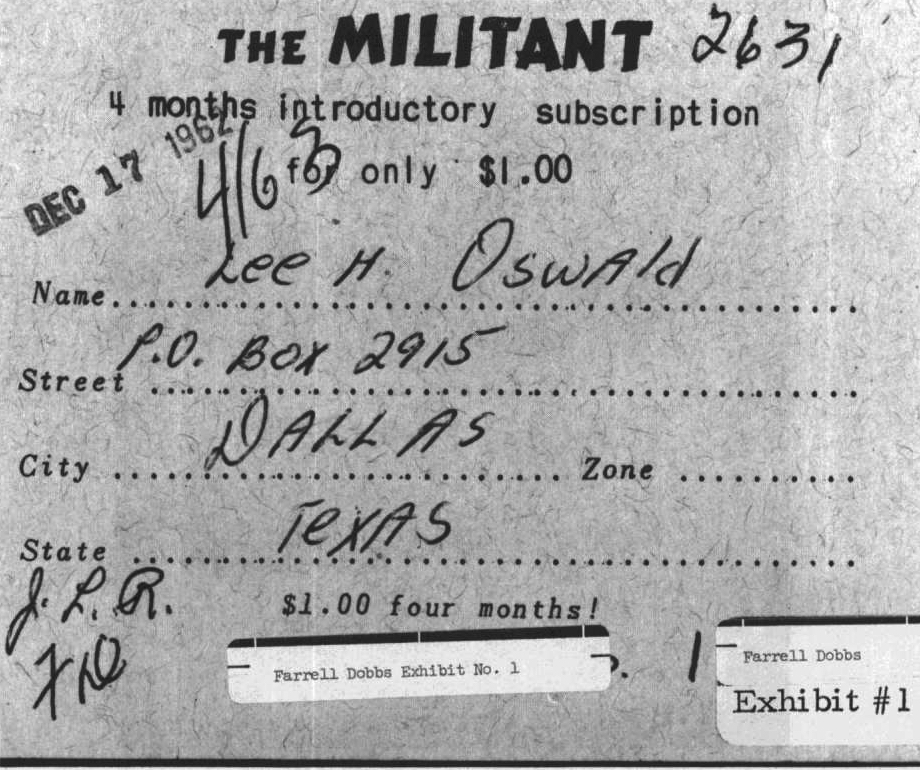 THE MILITANT 2631
4 months introductory subscription
DEC 17 1962
4/63 for only $1.00
Name Lee H. Oswald
Street P.O. Box 2915
City DALLAS Zone
State Texas
J. L. R. $1.00 four months!
Farrell Dobbs Exhibit No. 1
. 1
Farrell Dobbs
Exhibit #1